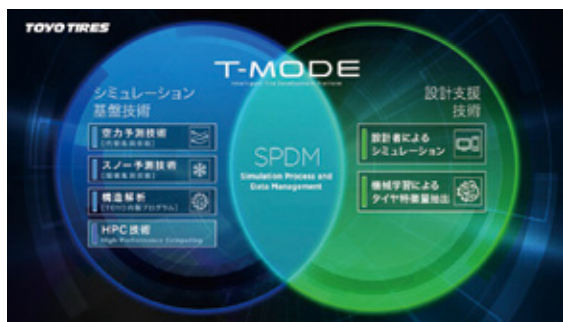 TOYO TIRES
T-MODE
シミュレーション
基盤技術
空力予測技術
スノー予測技術
構造解析
HPC技術
High Performance Computing
SPDM
Simulation Process and
Data Management
設計支援
技術
設計者による
シミュレーション
機械学習による
タイヤ特徴量抽出